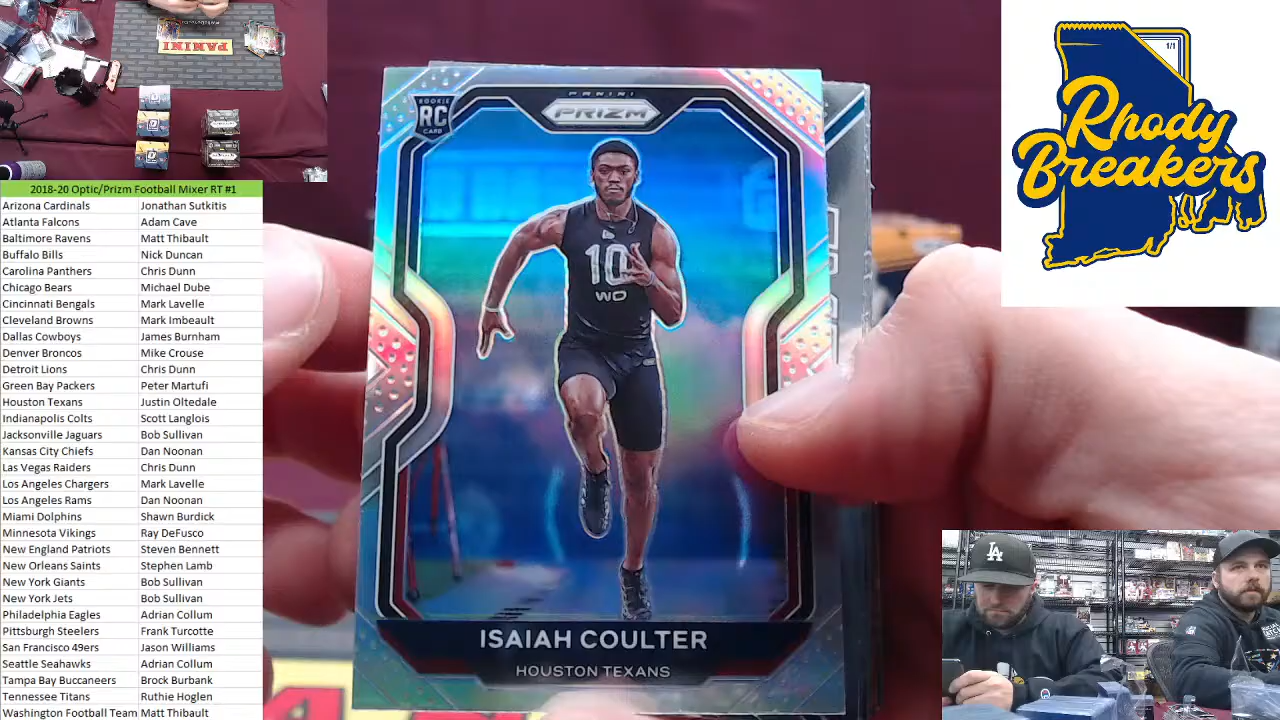 PANINI
2018-20 Optic/Prizm Football Mixer RT #1
Arizona Cardinals Jonathan Sutkitis
Atlanta Falcons Adam Cave
Baltimore Ravens Matt Thibault
Buffalo Bills Nick Duncan
Carolina Panthers Chris Dunn
Chicago Bears Michael Dube
Cincinnati Bengals Mark Lavelle
Cleveland Browns Mark Imbeault
Dallas Cowboys James Burnham
Denver Broncos Mike Crouse
Detroit Lions Chris Dunn
Green Bay Packers Peter Martufi
Houston Texans Justin Oltedale
Indianapolis Colts Scott Langlois
Jacksonville Jaguars Bob Sullivan
Kansas City Chiefs Dan Noonan
Las Vegas Raiders Chris Dunn
Los Angeles Chargers Mark Lavelle
Los Angeles Rams Dan Noonan
Miami Dolphins Shawn Burdick
Minnesota Vikings Ray DeFusco
New England Patriots Steven Bennett
New Orleans Saints Stephen Lamb
New York Giants Bob Sullivan
New York Jets Bob Sullivan
Philadelphia Eagles Adrian Collum
Pittsburgh Steelers Frank Turcotte
San Francisco 49ers Jason Williams
Seattle Seahawks Adrian Collum
Tampa Bay Buccaneers Brock Burbank
Tennessee Titans Ruthie Hoglen
Washington Football Team Matt Thibault
ROOKIE
RC
CARD
PANINI
PRIZM
10
WO
ISAIAH COULTER
HOUSTON TEXANS
1/1
Rhody
Breakers
LA